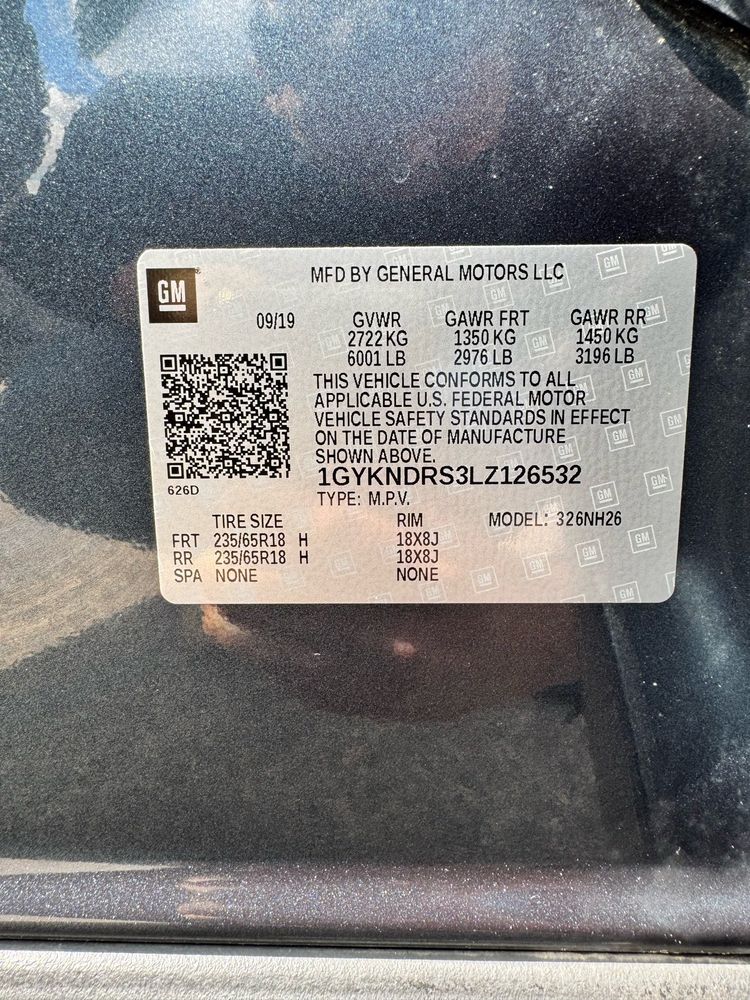 GM
MFD BY GENERAL MOTORS LLC
09/19 GVWR GAWR FRT GAWR RR
2722 KG 1350 KG 1450 KG
6001 LB 2976 LB 3196 LB
THIS VEHICLE CONFORMS TO ALL
APPLICABLE U.S. FEDERAL MOTOR
VEHICLE SAFETY STANDARDS IN EFFECT
ON THE DATE OF MANUFACTURE
SHOWN ABOVE.
1GYKNDRS3LZ126532
626D
TYPE: M.P.V.
TIRE SIZE RIM MODEL: 326NH26
FRT 235/65R18 H 18X8J
RR 235/65R18 H 18X8J
SPA NONE NONE